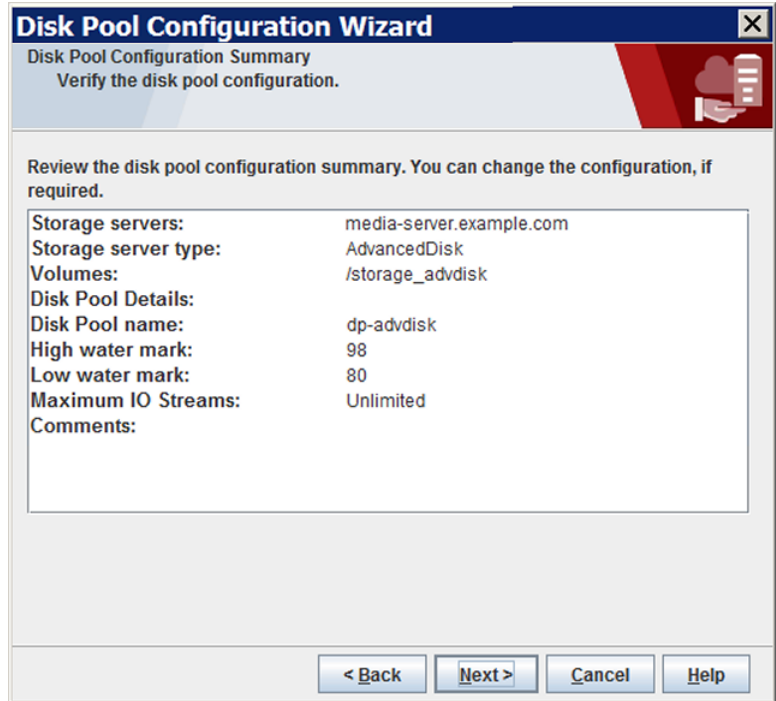 Disk Pool Configuration Wizard
Disk Pool Configuration Summary
Verify the disk pool configuration.
Review the disk pool configuration summary. You can change the configuration, if
required.
Storage servers: media-server.example.com
Storage server type: AdvancedDisk
Volumes: /storage_advdisk
Disk Pool Details:
Disk Pool name: dp-advdisk
High water mark: 98
Low water mark: 80
Maximum IO Streams: Unlimited
Comments:
< Back Next > Cancel Help